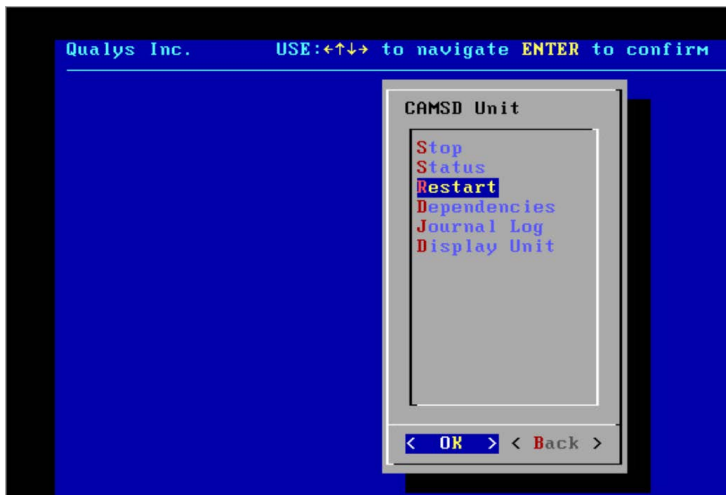 Qualys Inc. USE:←↑↓→ to navigate ENTER to confirm
CAMSD Unit
Stop
Status
Restart
Dependencies
Journal Log
Display Unit
< OK > < Back >